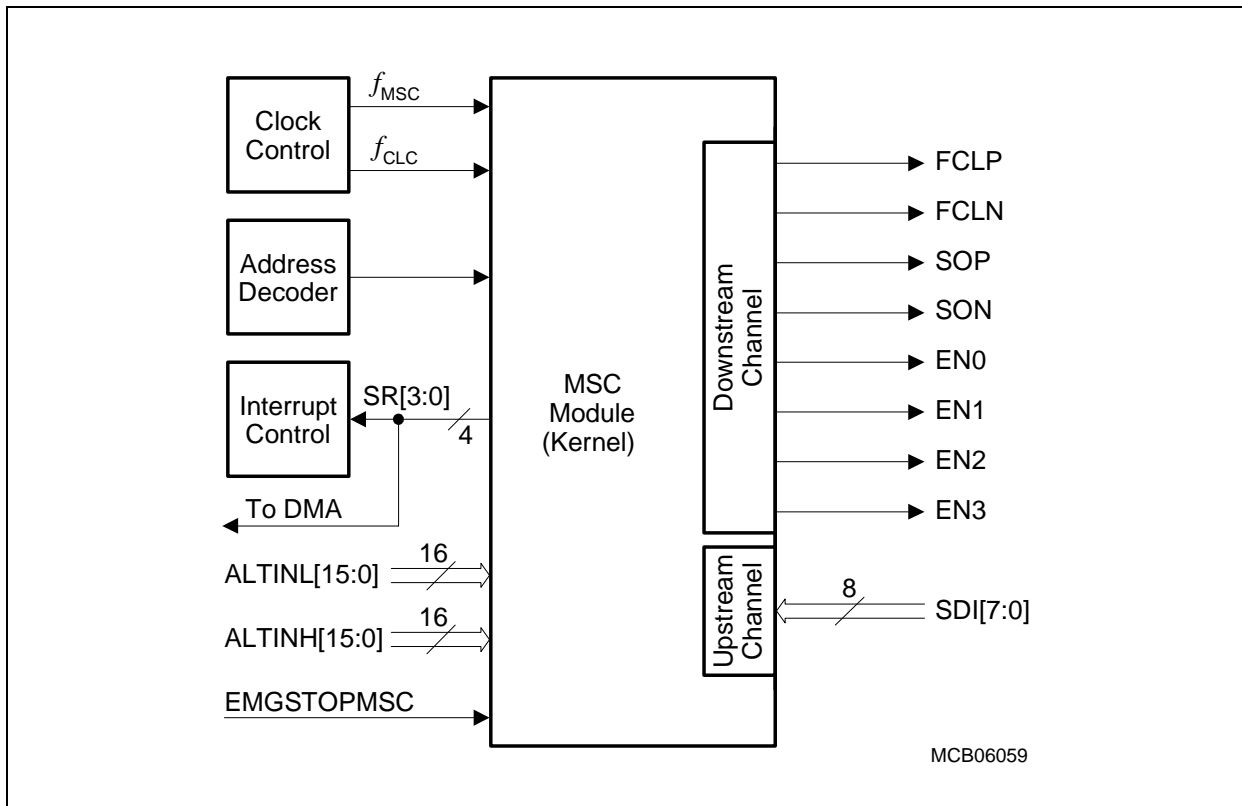 Clock
Control
fMSC
fCLC
Address
Decoder
Interrupt
Control
SR[3:0]
4
To DMA
ALTINL[15:0]
16
ALTINH[15:0]
16
EMGSTOPMSC
MSC
Module
(Kernel)
Downstream
Channel
Upstream
Channel
FCLP
FCLN
SOP
SON
EN0
EN1
EN2
EN3
8
SDI[7:0]
MCB06059